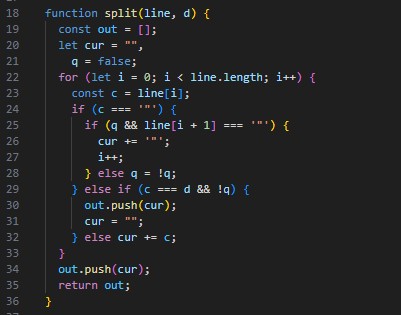 18 function split(line, d) {
19   const out = [];
20   let cur = "",
21     q = false;
22   for (let i = 0; i < line.length; i++) {
23     const c = line[i];
24     if (c === '"') {
25       if (q && line[i + 1] === '"') {
26         cur += '"';
27         i++;
28       } else q = !q;
29     } else if (c === d && !q) {
30       out.push(cur);
31       cur = "";
32     } else cur += c;
33   }
34   out.push(cur);
35   return out;
36 }